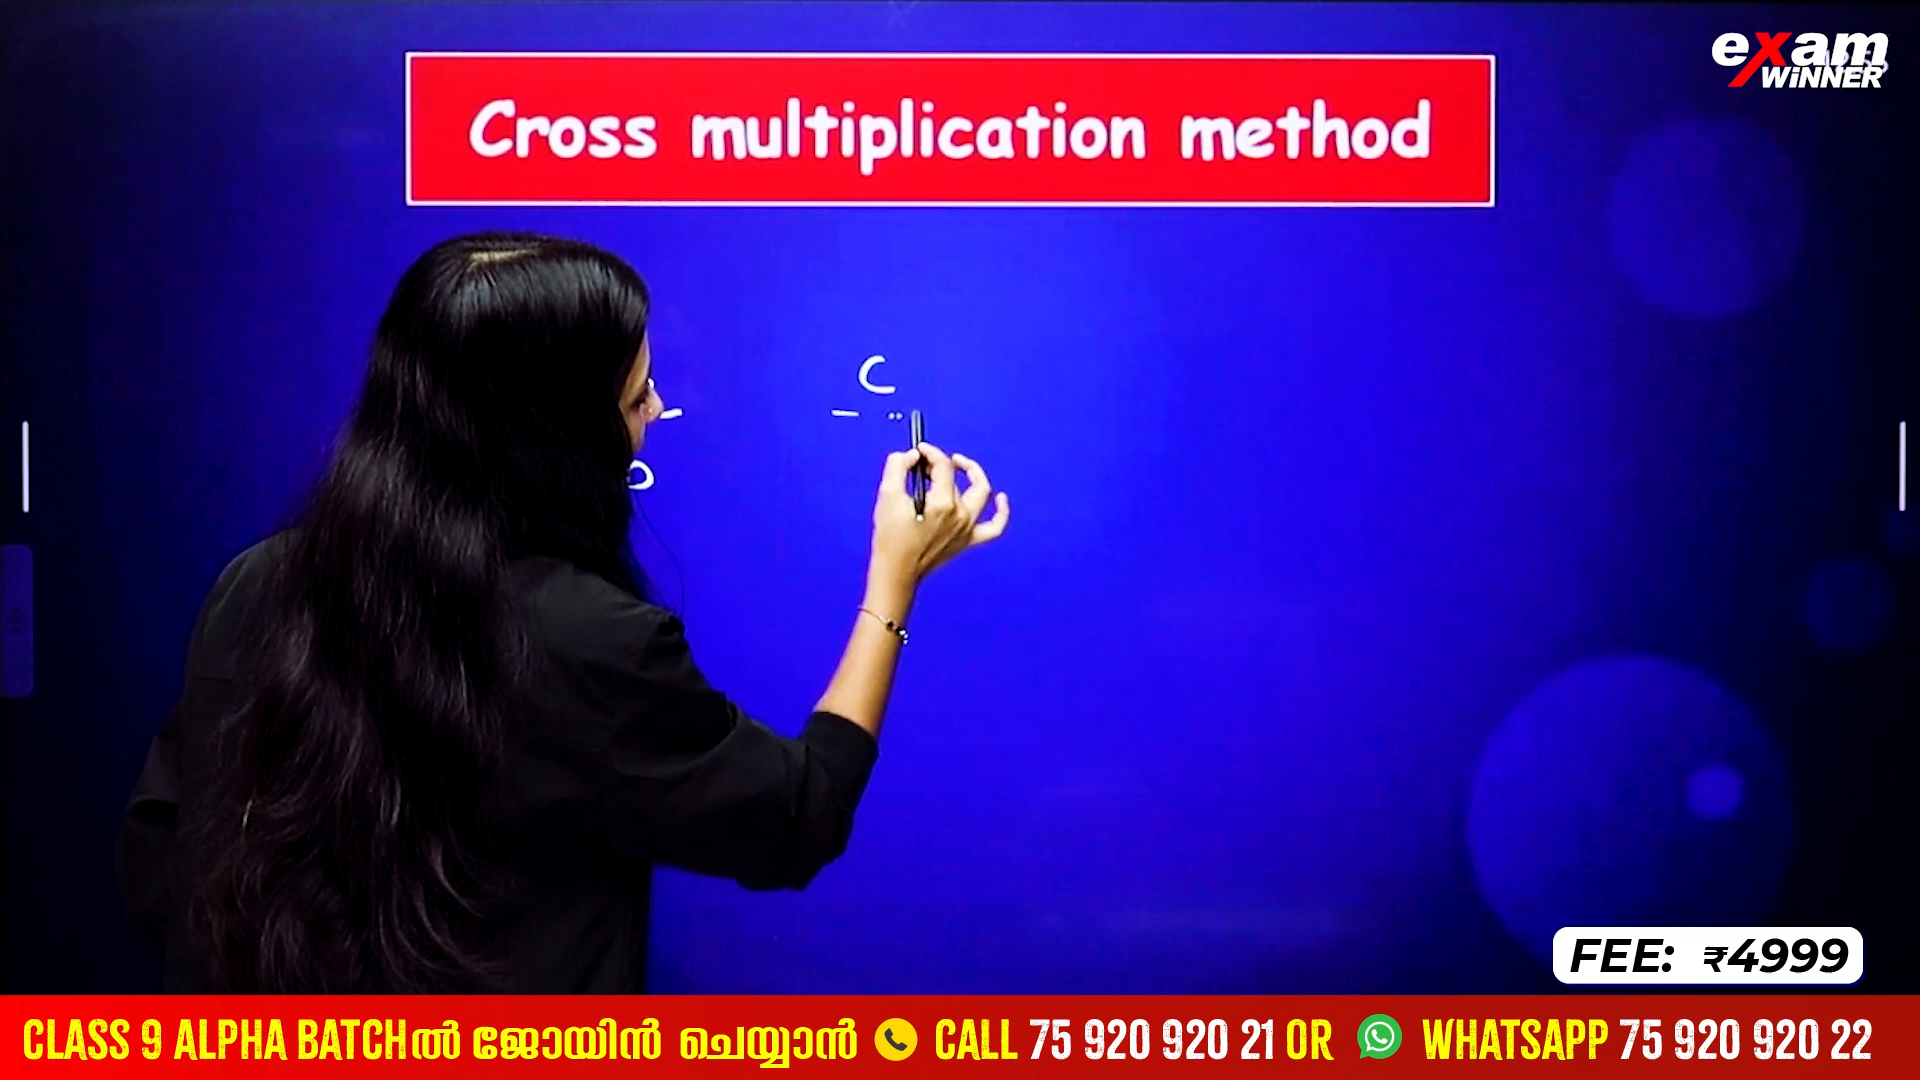 exam
WINNER
Cross multiplication method
C
b
FEE: ₹4999
CLASS 9 ALPHA BATCHൽ ജോയിൻ ചെയ്യാൻ CALL 75 920 920 21 OR WHATSAPP 75 920 920 22